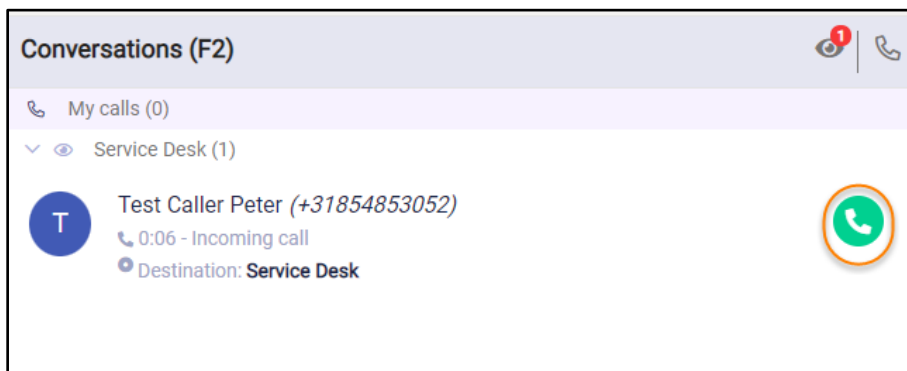 Conversations (F2)
1
My calls (0)
Service Desk (1)
T
Test Caller Peter (+31854853052)
0:06 - Incoming call
Destination: Service Desk